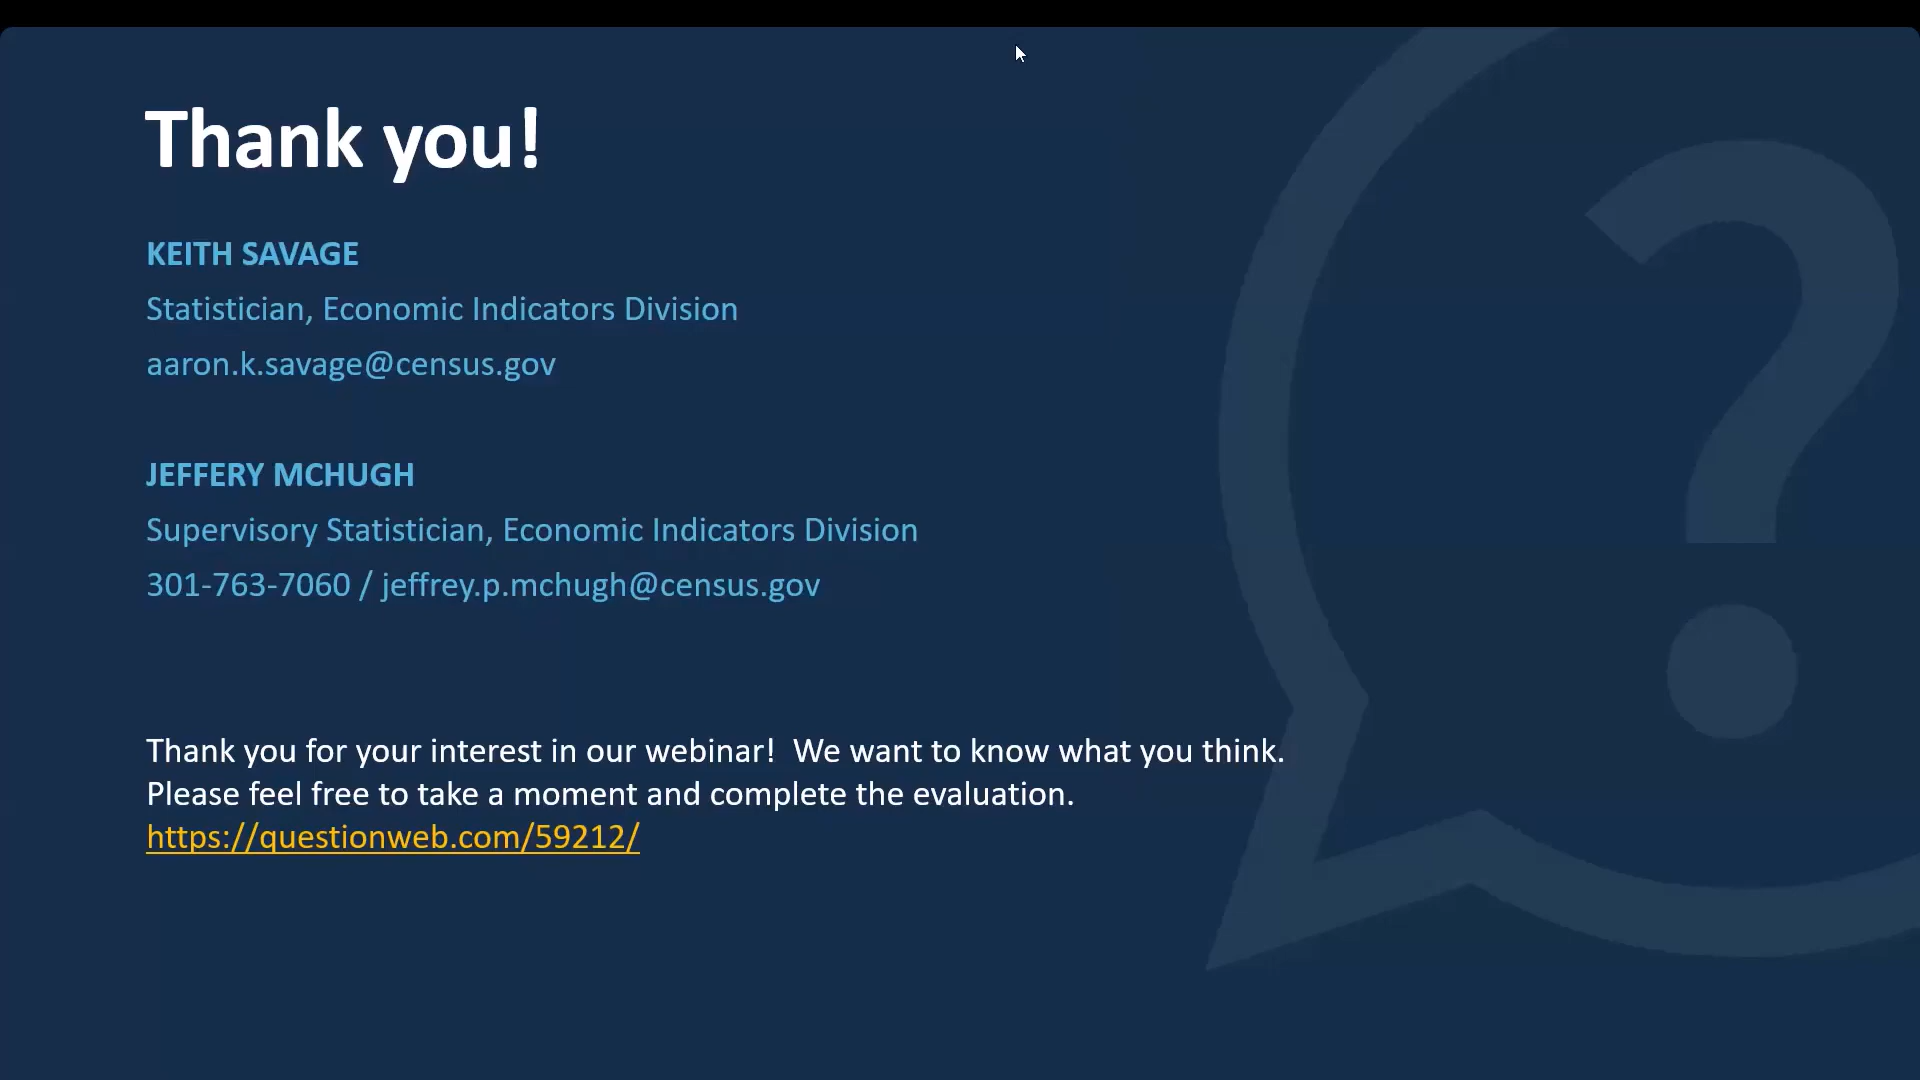 Thank you!
KEITH SAVAGE
Statistician, Economic Indicators Division
aaron.k.savage@census.gov
JEFFERY MCHUGH
Supervisory Statistician, Economic Indicators Division
301-763-7060 / jeffrey.p.mchugh@census.gov
Thank you for your interest in our webinar!  We want to know what you think.
Please feel free to take a moment and complete the evaluation.
https://questionweb.com/59212/